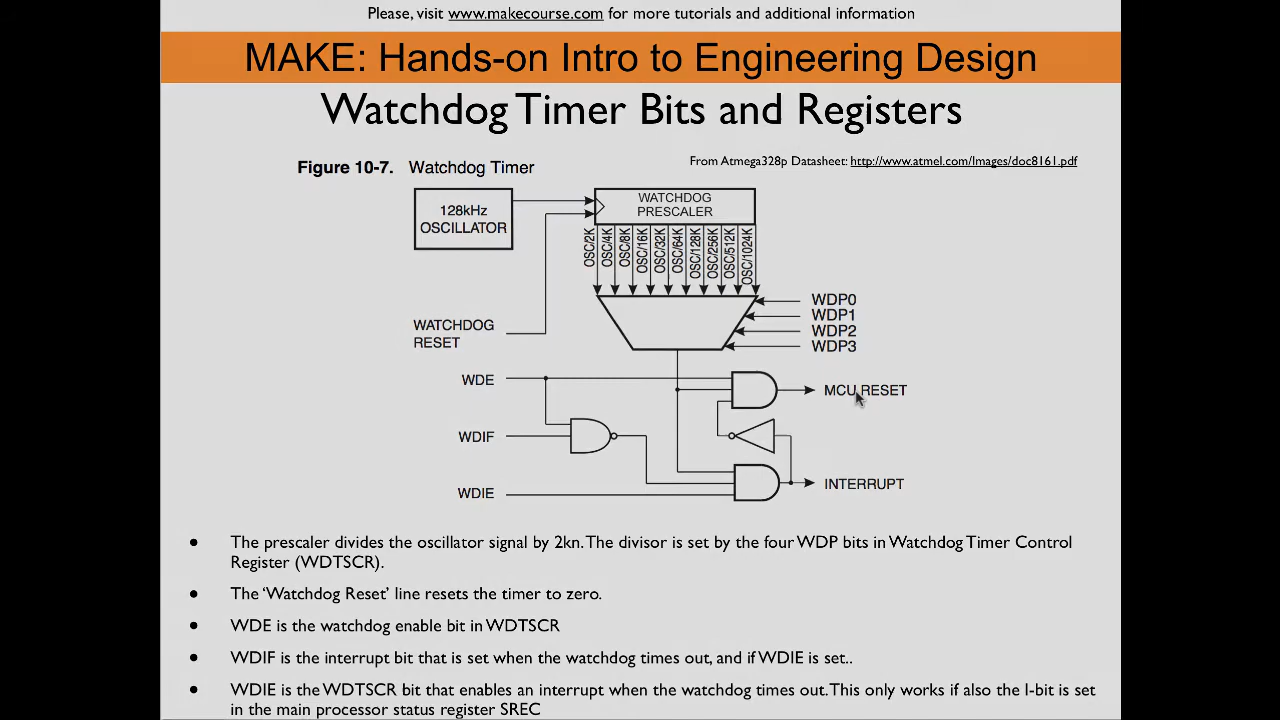 Please, visit www.makecourse.com for more tutorials and additional information
MAKE: Hands-on Intro to Engineering Design
Watchdog Timer Bits and Registers
From Atmega328p Datasheet: http://www.atmel.com/Images/doc8161.pdf
Figure 10-7. Watchdog Timer
128kHz
OSCILLATOR
WATCHDOG
PRESCALER
OSC/2K
OSC/4K
OSC/8K
OSC/16K
OSC/32K
OSC/64K
OSC/128K
OSC/256K
OSC/512K
OSC/1024K
WDP0
WDP1
WDP2
WDP3
WATCHDOG
RESET
WDE
MCU RESET
WDIF
WDIE
INTERRUPT
• The prescaler divides the oscillator signal by 2kn. The divisor is set by the four WDP bits in Watchdog Timer Control
Register (WDTSCR).
• The ‘Watchdog Reset’ line resets the timer to zero.
• WDE is the watchdog enable bit in WDTSCR
• WDIF is the interrupt bit that is set when the watchdog times out, and if WDIE is set..
• WDIE is the WDTSCR bit that enables an interrupt when the watchdog times out. This only works if also the I-bit is set
in the main processor status register SREC